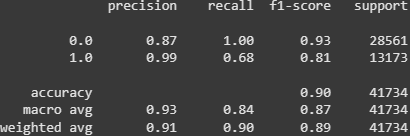 precision recall f1-score support
0.0 0.87 1.00 0.93 28561
1.0 0.99 0.68 0.81 13173
accuracy 0.90 41734
macro avg 0.93 0.84 0.87 41734
weighted avg 0.91 0.90 0.89 41734